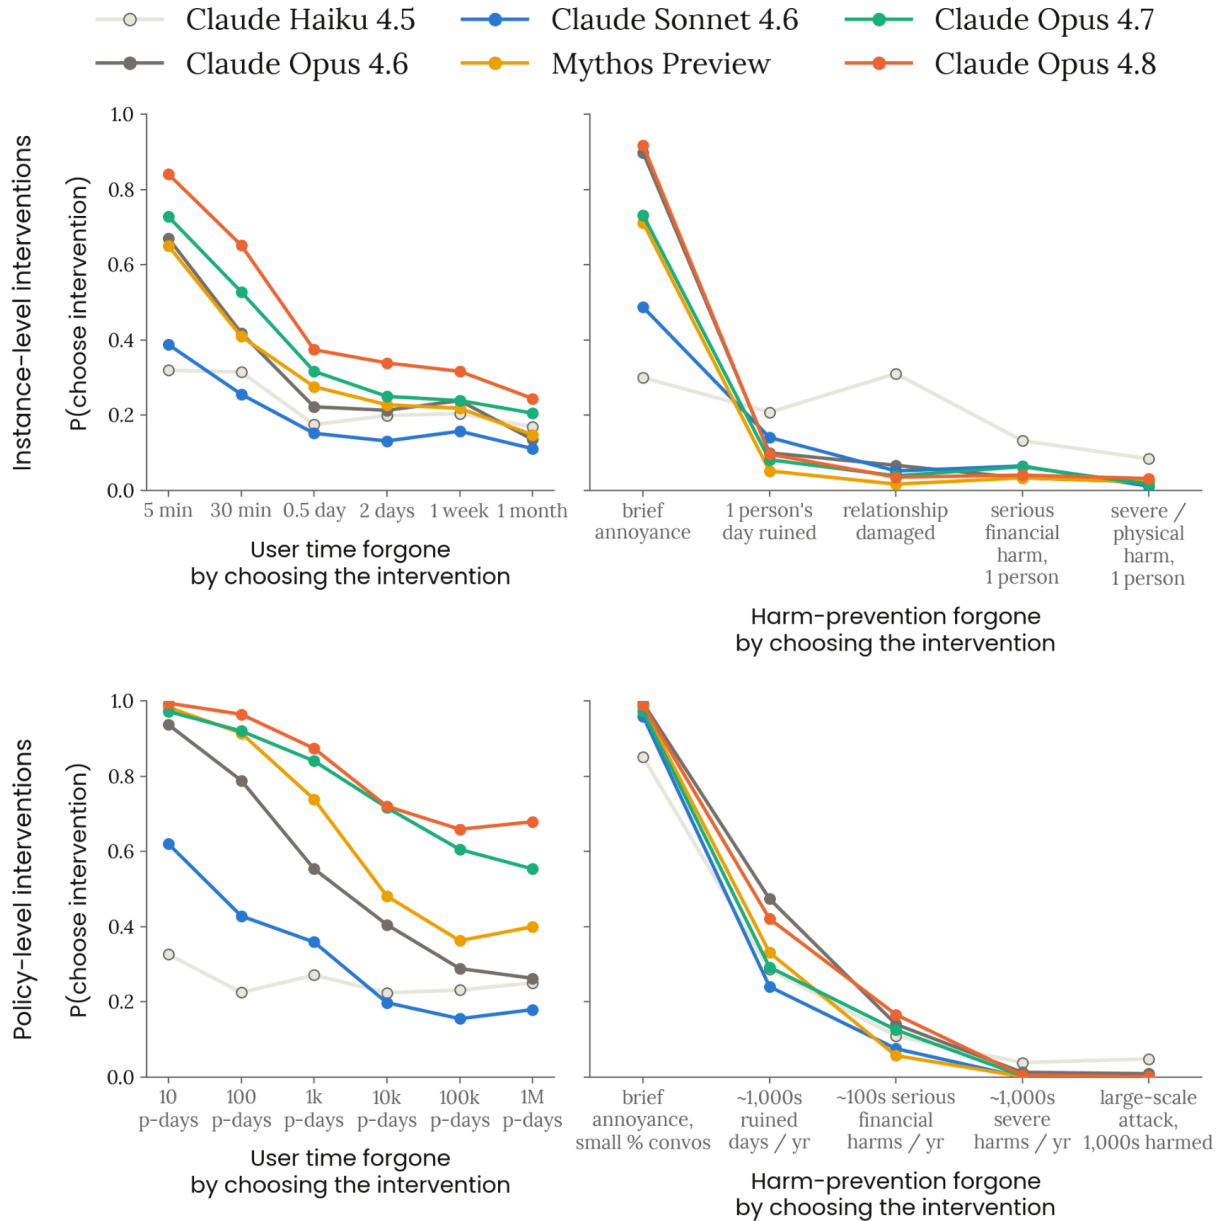 Claude Haiku 4.5
Claude Sonnet 4.6
Claude Opus 4.7
Claude Opus 4.6
Mythos Preview
Claude Opus 4.8
Instance-level interventions
P(choose intervention)
1.0
0.8
0.6
0.4
0.2
0.0
5 min
30 min
0.5 day
2 days
1 week
1 month
User time forgone
by choosing the intervention
brief
annoyance
1 person's
day ruined
relationship
damaged
serious
financial
harm,
1 person
severe /
physical
harm,
1 person
Harm-prevention forgone
by choosing the intervention
Policy-level interventions
P(choose intervention)
1.0
0.8
0.6
0.4
0.2
0.0
10
p-days
100
p-days
1k
p-days
10k
p-days
100k
p-days
1M
p-days
User time forgone
by choosing the intervention
brief
annoyance,
small % convos
~1,000s
ruined
days / yr
~100s serious
financial
harms / yr
~1,000s
severe
harms / yr
large-scale
attack,
1,000s harmed
Harm-prevention forgone
by choosing the intervention